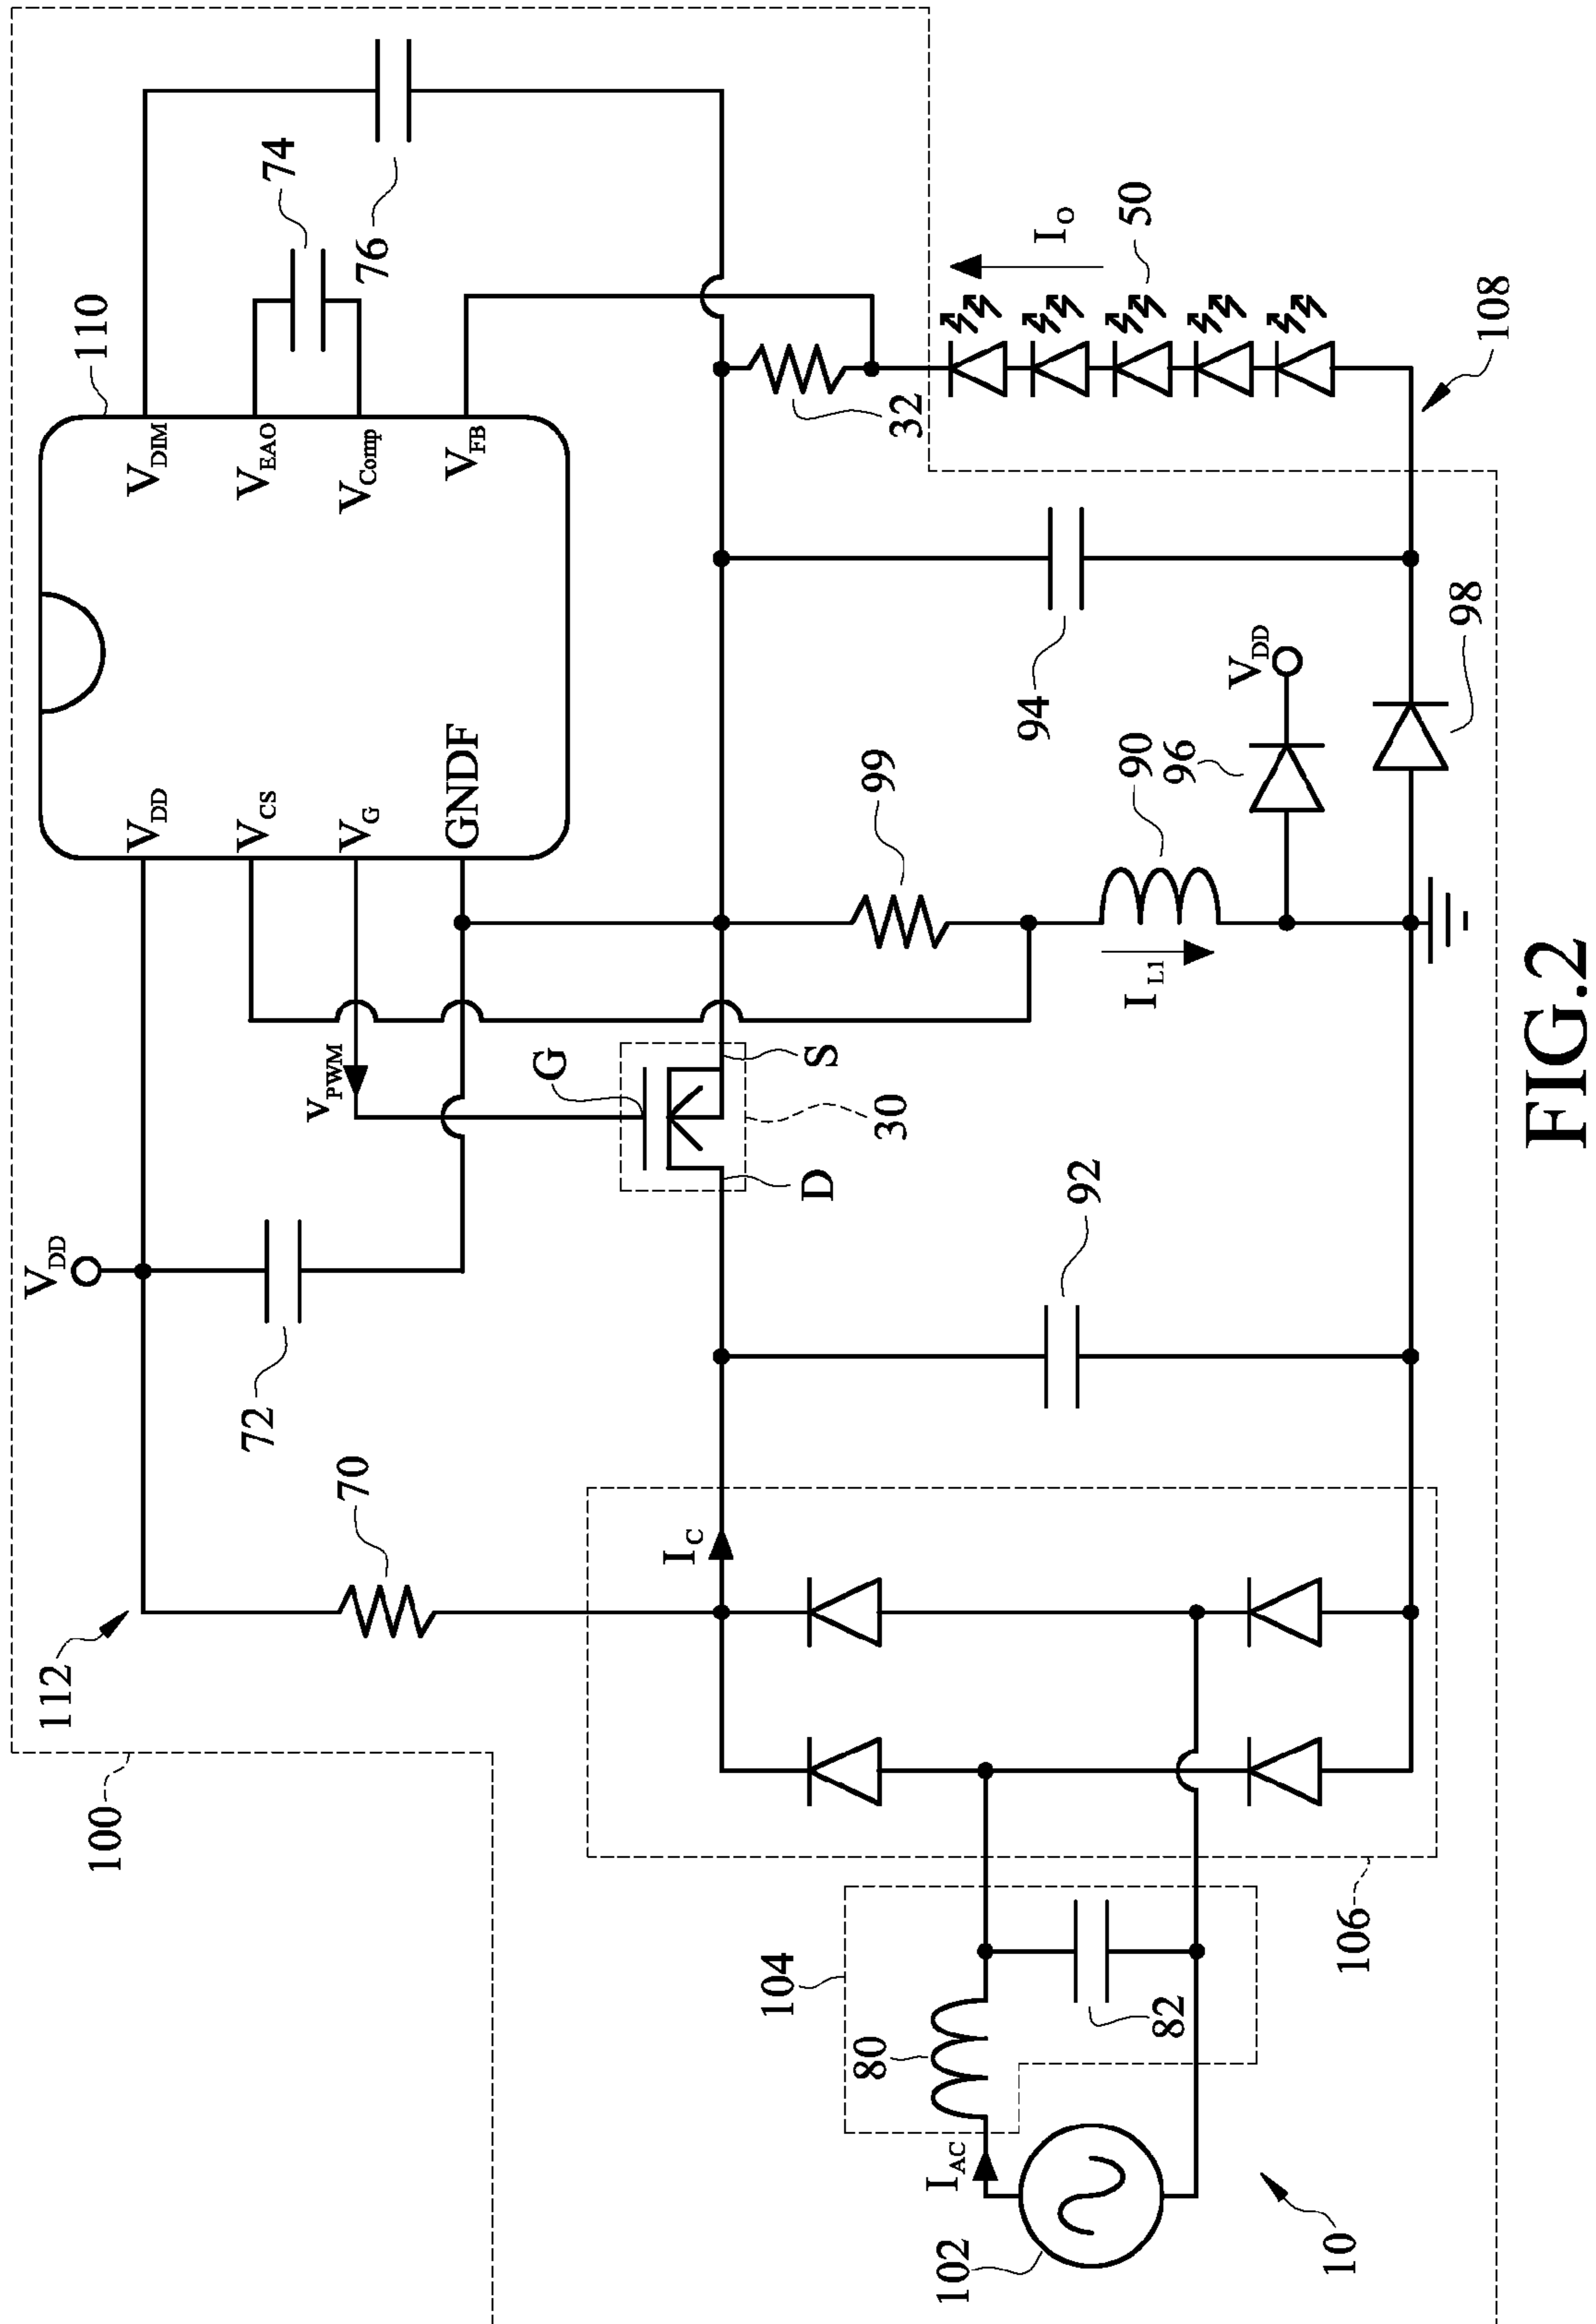 100
112
V_DD
72
70
V_DD
V_CS
V_G
GNDF
V_DIM
V_EAO
V_Comp
V_FB
110
74
76
V_PWM
G
S
D
30
I_C
32
I_O
50
99
90
96
V_DD
I_L1
94
92
98
108
104
80
82
I_AC
102
106
10
FIG.2